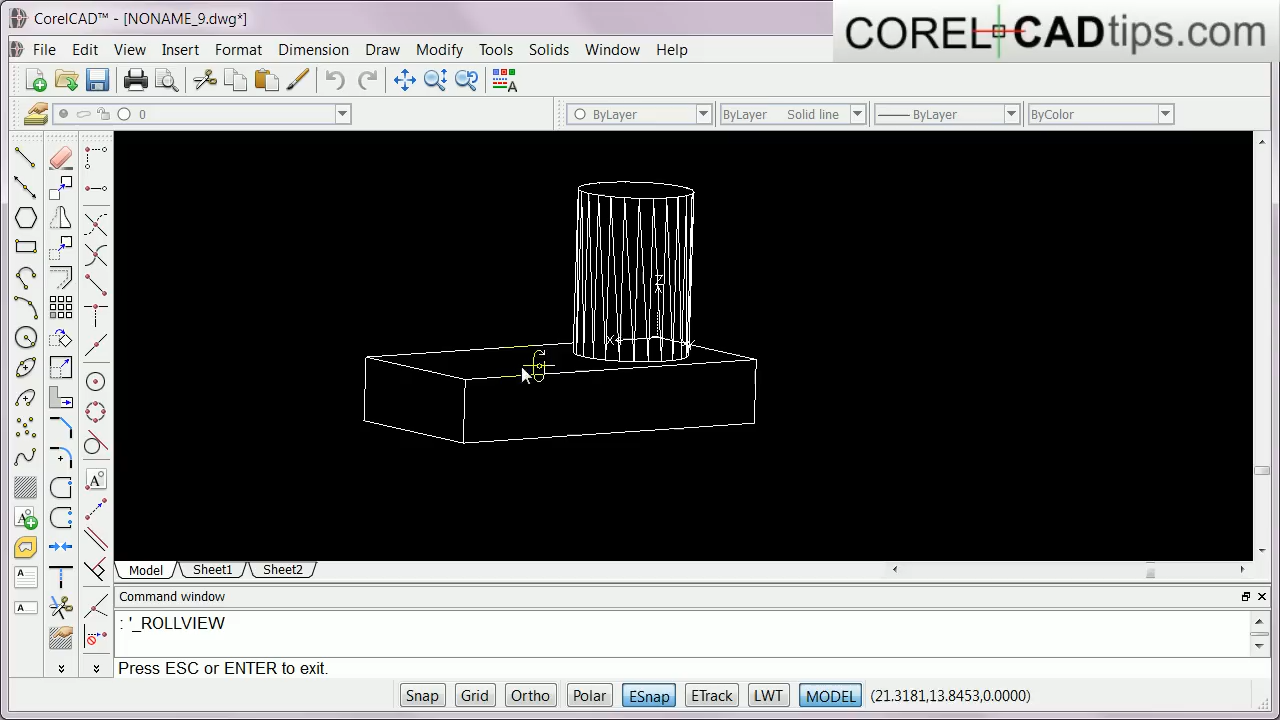 CorelCAD™ - [NONAME_9.dwg*]
COREL CADtips.com
File Edit View Insert Format Dimension Draw Modify Tools Solids Window Help
0 ByLayer ByLayer Solid line ByLayer ByColor
Z
X
Model Sheet1 Sheet2
Command window
: '_ROLLVIEW
Press ESC or ENTER to exit.
Snap Grid Ortho Polar ESnap ETrack LWT MODEL (21.3181,13.8453,0.0000)